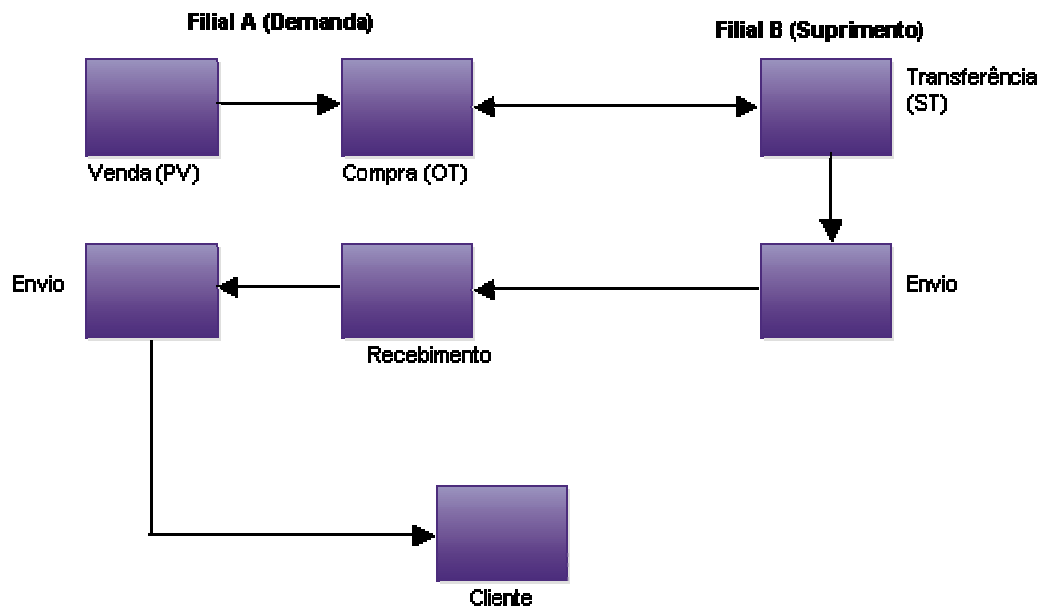 Filial A (Demanda)
Filial B (Suprimento)
Transferência
(ST)
Venda (PV)
Compra (OT)
Envio
Envio
Recebimento
Cliente